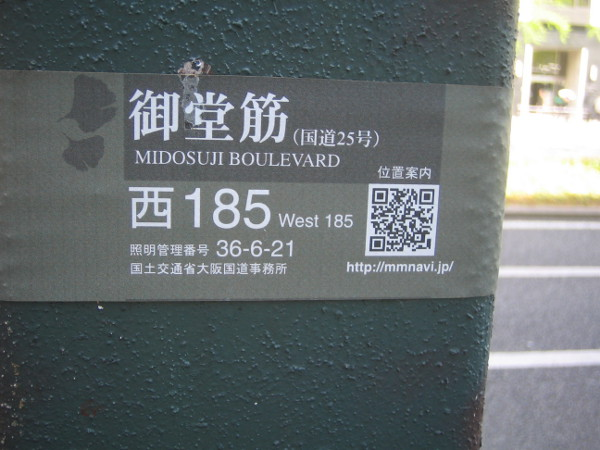 御堂筋(国道25号)
MIDOSUJI BOULEVARD
位置案内
西185 West 185
照明管理番号 36-6-21
国土交通省大阪国道事務所
http://mmnavi.jp/